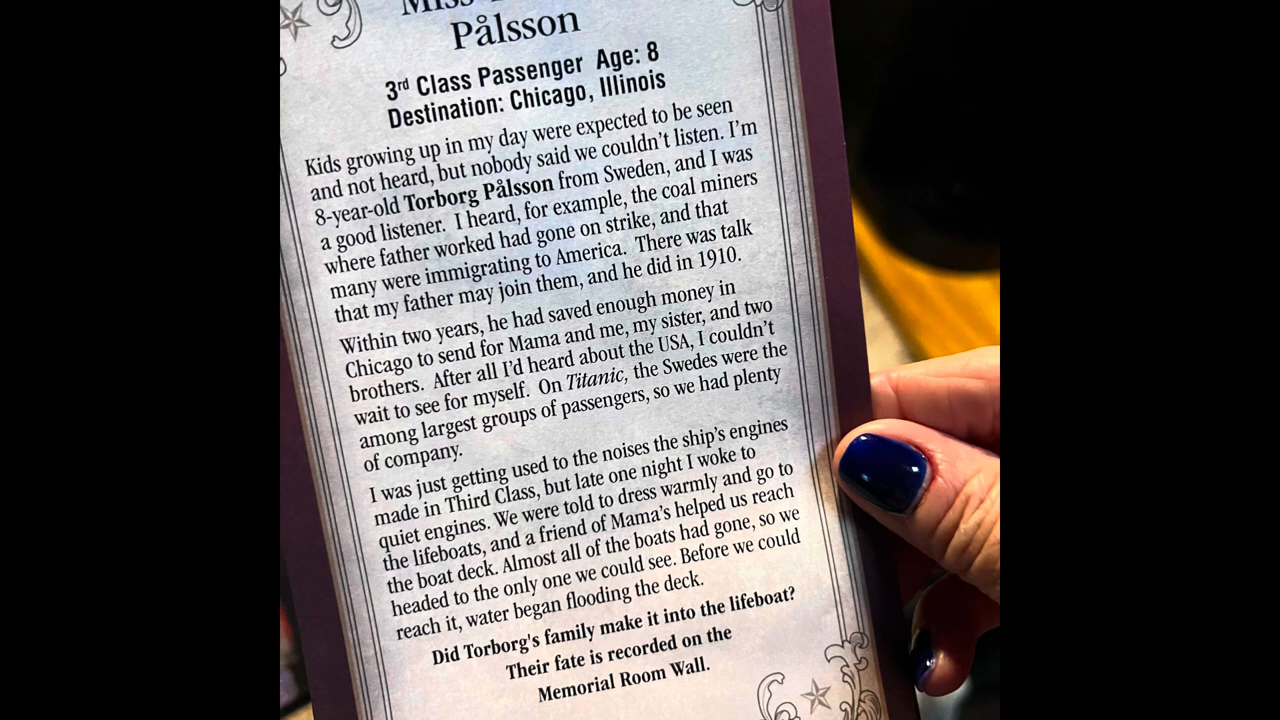 Miss
Pålsson
3rd Class Passenger Age: 8
Destination: Chicago, Illinois
Kids growing up in my day were expected to be seen
and not heard, but nobody said we couldn't listen. I'm
8-year-old Torborg Pålsson from Sweden, and I was
a good listener. I heard, for example, the coal miners
where father worked had gone on strike, and that
many were immigrating to America. There was talk
that my father may join them, and he did in 1910.
Within two years, he had saved enough money in
Chicago to send for Mama and me, my sister, and two
brothers. After all I'd heard about the USA, I couldn't
wait to see for myself. On Titanic, the Swedes were the
among largest groups of passengers, so we had plenty
of company.
I was just getting used to the noises the ship's engines
made in Third Class, but late one night I woke to
quiet engines. We were told to dress warmly and go to
the lifeboats, and a friend of Mama's helped us reach
the boat deck. Almost all of the boats had gone, so we
headed to the only one we could see. Before we could
reach it, water began flooding the deck.
Did Torborg's family make it into the lifeboat?
Their fate is recorded on the
Memorial Room Wall.